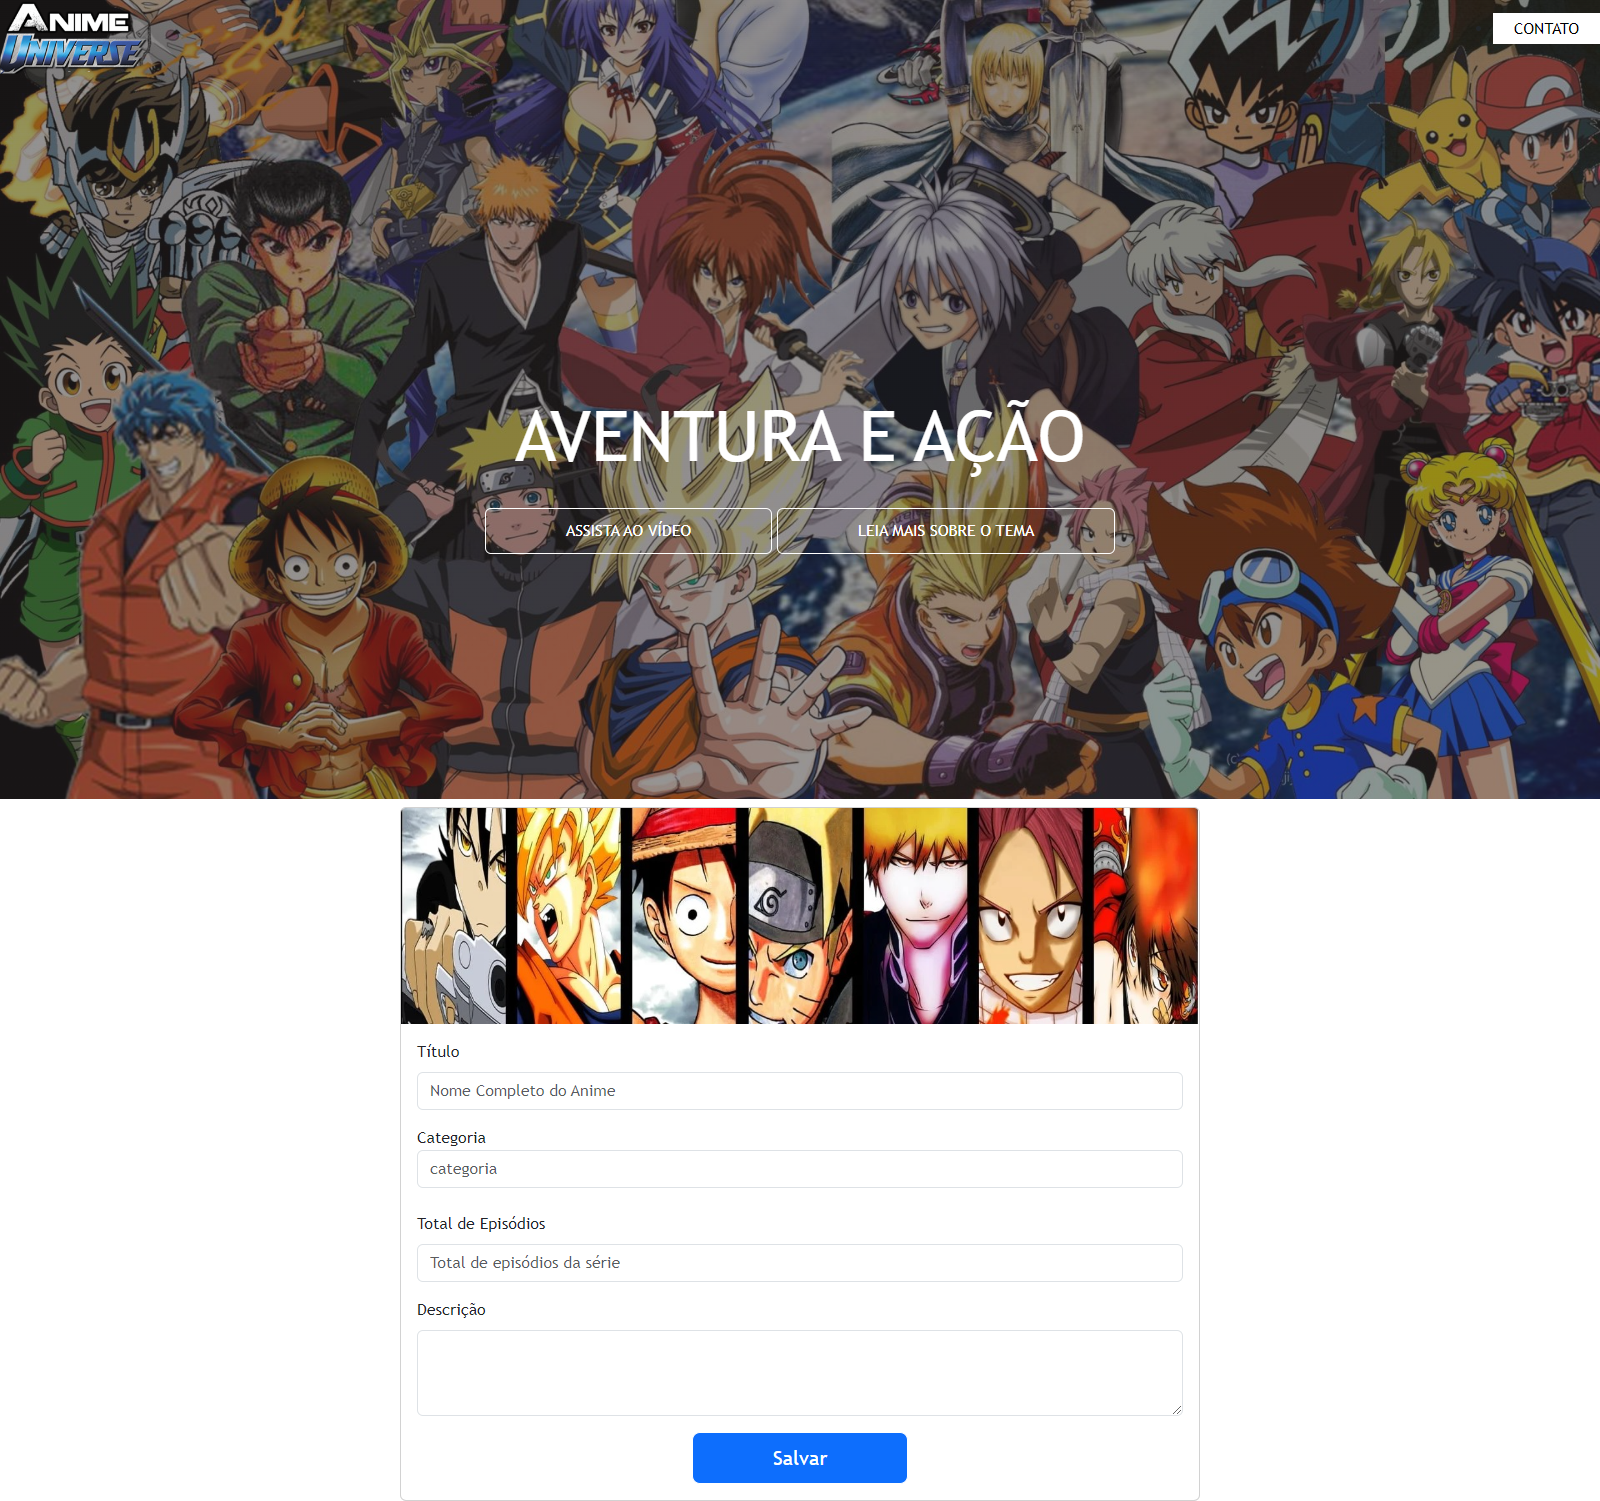 ANIME
UNIVERSE
CONTATO
AVENTURA E AÇÃO
ASSISTA AO VÍDEO
LEIA MAIS SOBRE O TEMA
Título
Nome Completo do Anime
Categoria
categoria
Total de Episódios
Total de episódios da série
Descrição
Salvar